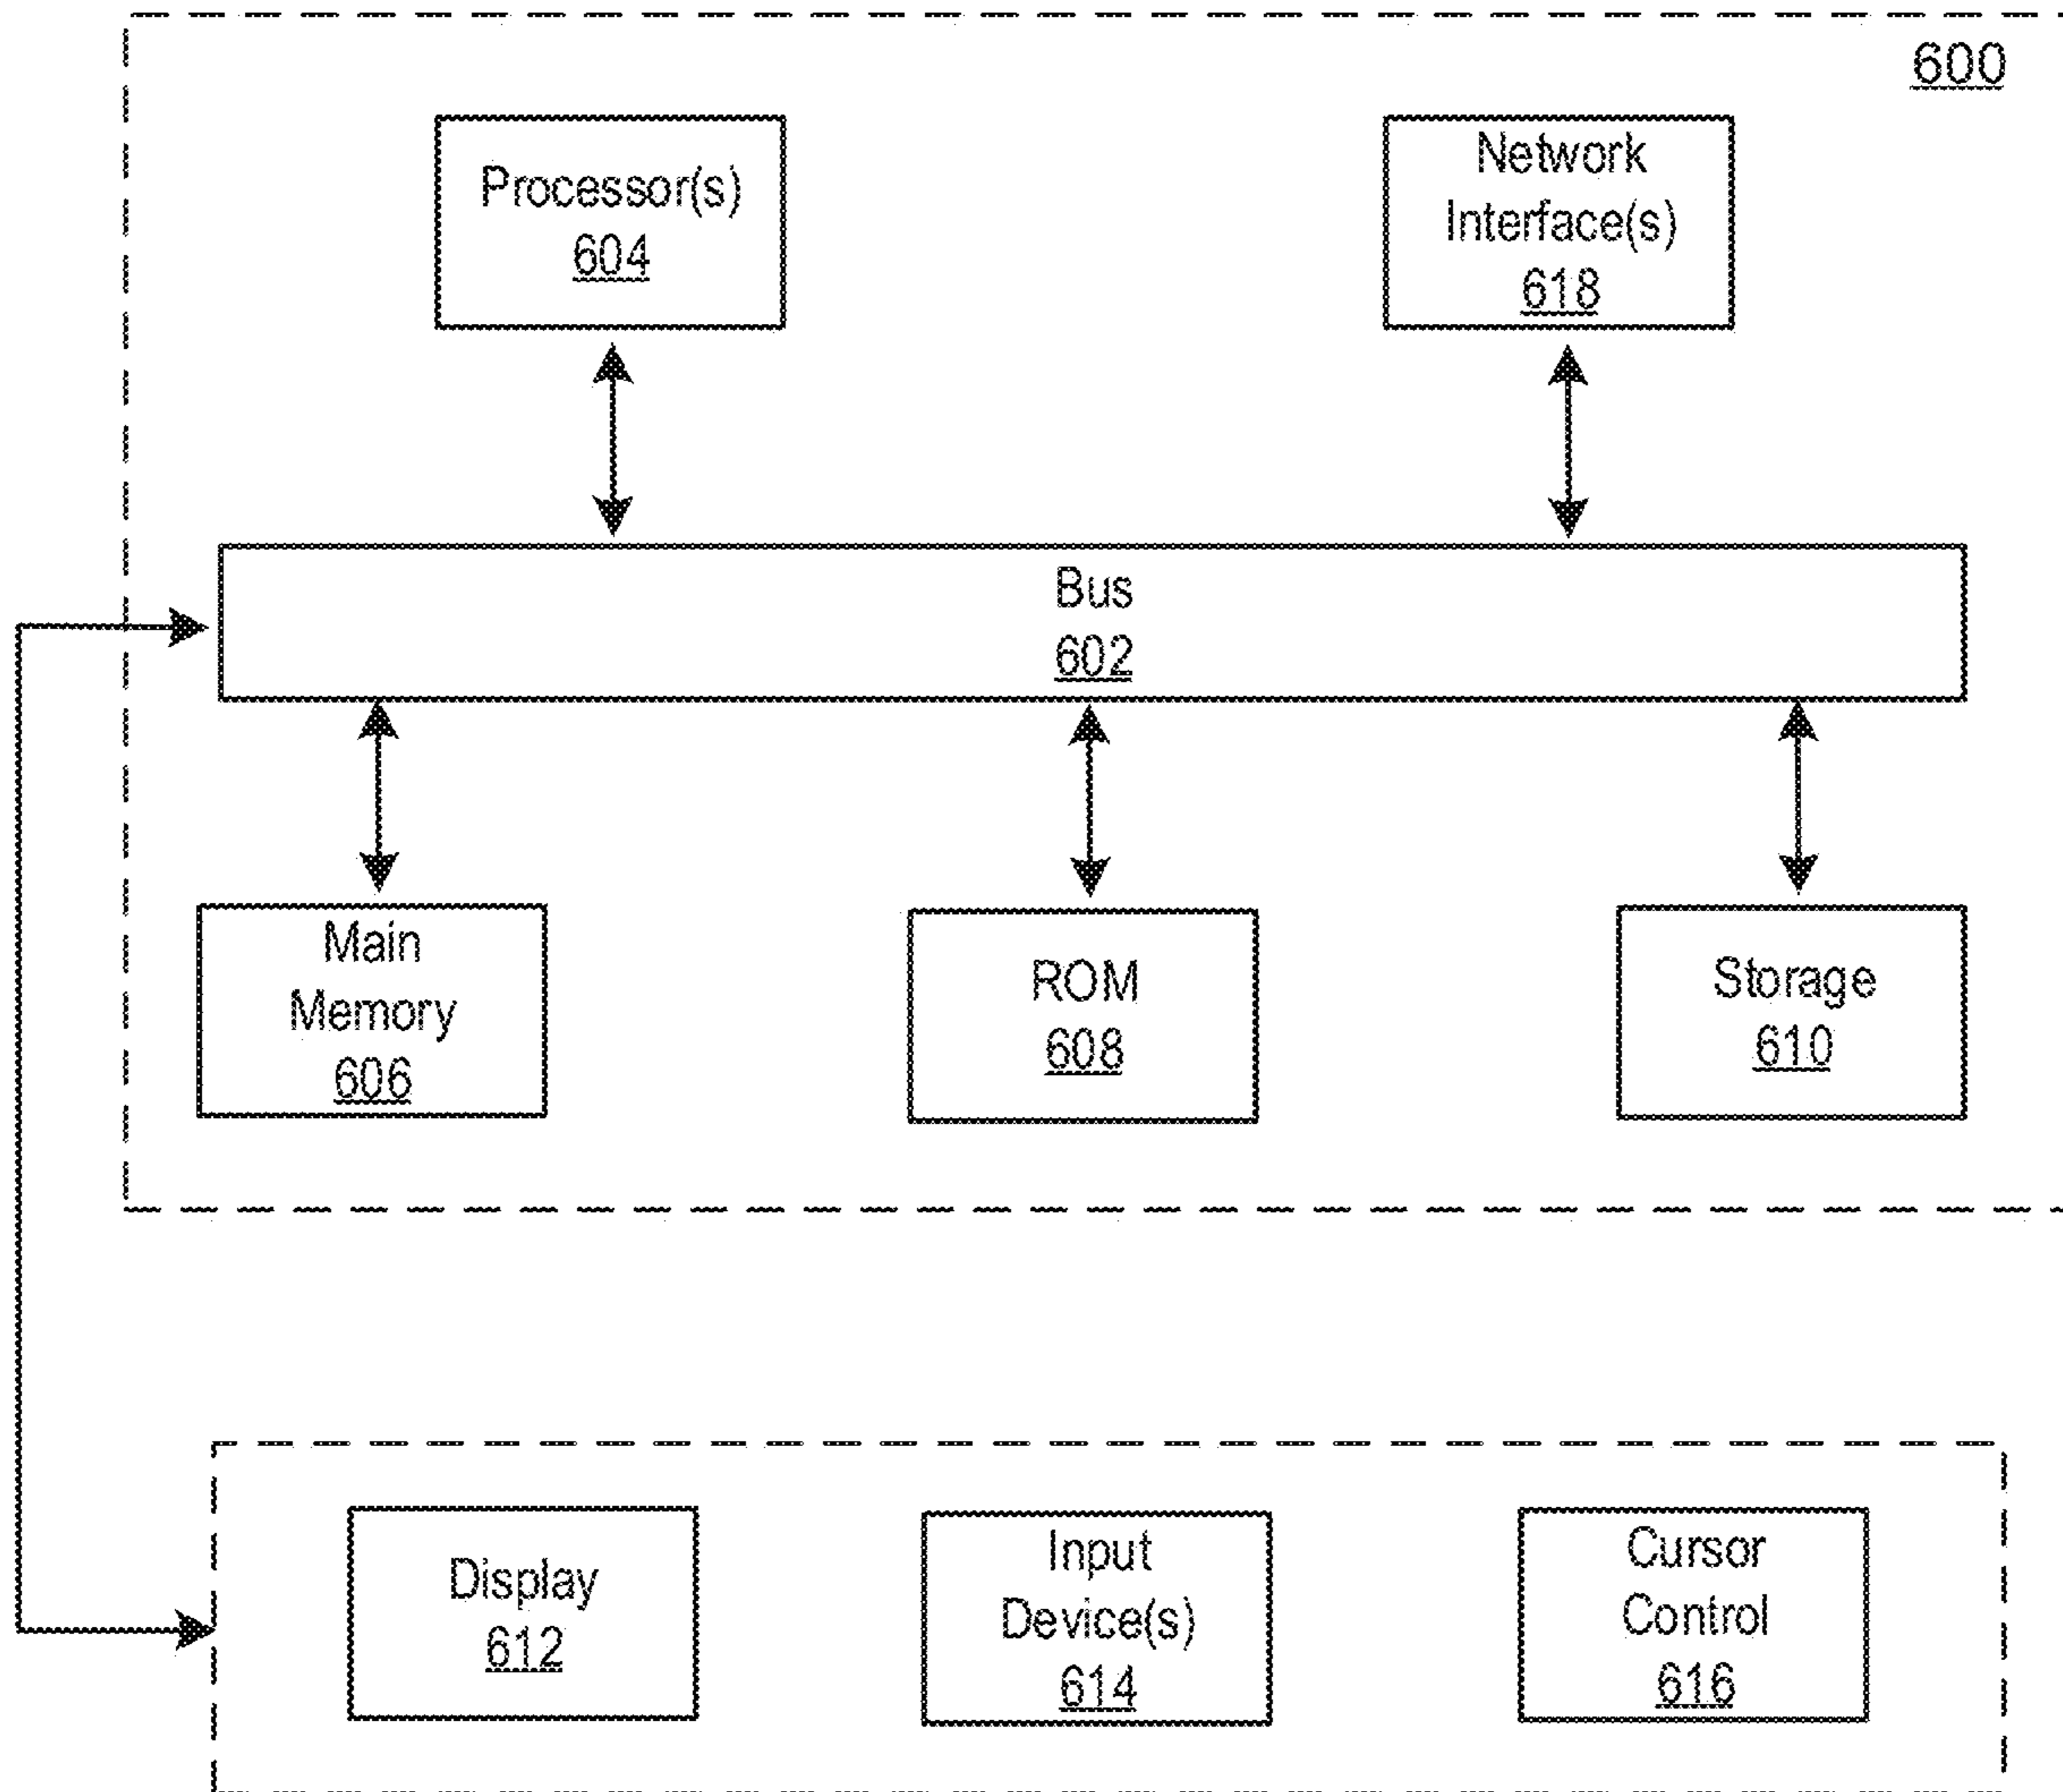 600
Processor(s)
604
Network
Interface(s)
618
Bus
602
Main
Memory
606
ROM
608
Storage
610
Display
612
Input
Device(s)
614
Cursor
Control
616